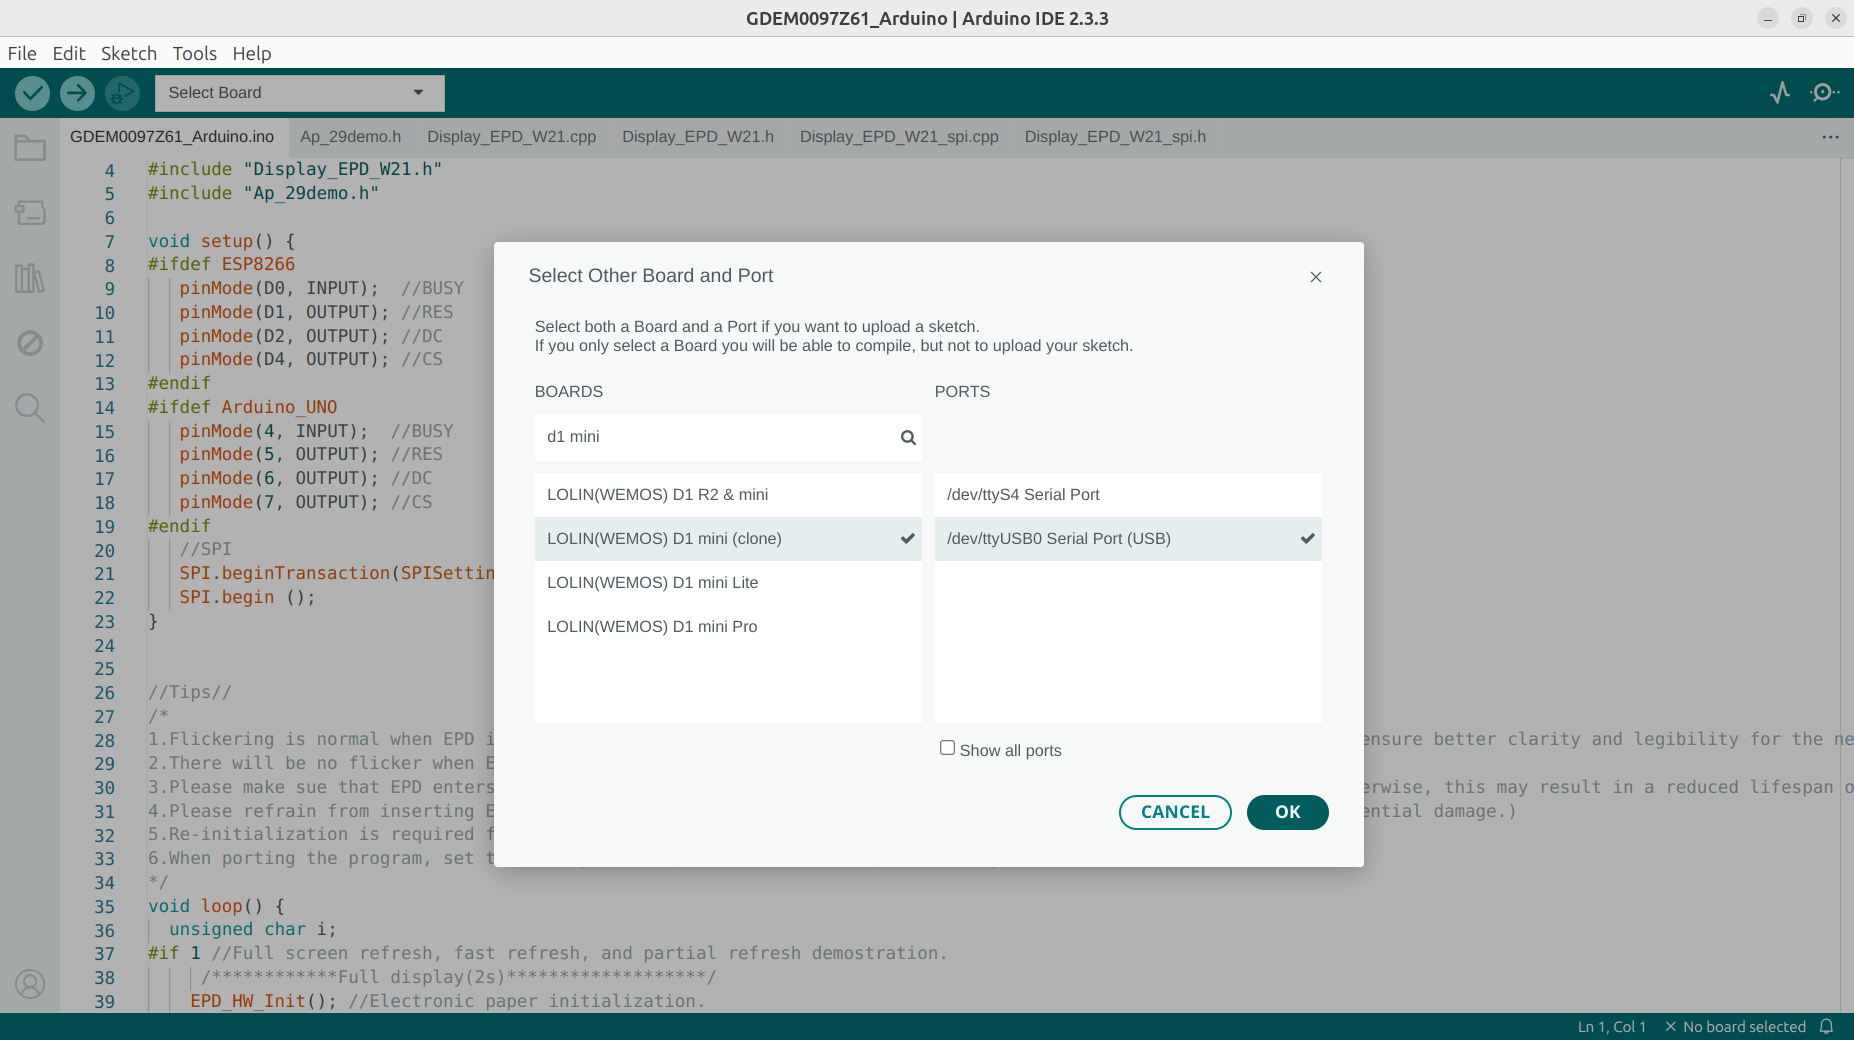 GDEM0097Z61_Arduino | Arduino IDE 2.3.3
File Edit Sketch Tools Help
Select Board
GDEM0097Z61_Arduino.ino Ap_29demo.h Display_EPD_W21.cpp Display_EPD_W21.h Display_EPD_W21_spi.cpp Display_EPD_W21_spi.h
4 #include "Display_EPD_W21.h"
5 #include "Ap_29demo.h"
6
7 void setup() {
8 #ifdef ESP8266
9 pinMode(D0, INPUT); //BUSY
10 pinMode(D1, OUTPUT); //RES
11 pinMode(D2, OUTPUT); //DC
12 pinMode(D4, OUTPUT); //CS
13 #endif
14 #ifdef Arduino_UNO
15 pinMode(4, INPUT); //BUSY
16 pinMode(5, OUTPUT); //RES
17 pinMode(6, OUTPUT); //DC
18 pinMode(7, OUTPUT); //CS
19 #endif
20 //SPI
21 SPI.beginTransaction(SPISettin
22 SPI.begin ();
23 }
24
25
26 //Tips//
27 /*
28 1.Flickering is normal when EPD i ensure better clarity and legibility for the ne
29 2.There will be no flicker when E
30 3.Please make sue that EPD enters erwise, this may result in a reduced lifespan o
31 4.Please refrain from inserting E ential damage.)
32 5.Re-initialization is required f
33 6.When porting the program, set t
34 */
35 void loop() {
36 unsigned char i;
37 #if 1 //Full screen refresh, fast refresh, and partial refresh demostration.
38 /************Full display(2s)*******************/
39 EPD_HW_Init(); //Electronic paper initialization.
Select Other Board and Port
Select both a Board and a Port if you want to upload a sketch.
If you only select a Board you will be able to compile, but not to upload your sketch.
BOARDS
d1 mini
LOLIN(WEMOS) D1 R2 & mini
LOLIN(WEMOS) D1 mini (clone)
LOLIN(WEMOS) D1 mini Lite
LOLIN(WEMOS) D1 mini Pro
PORTS
/dev/ttyS4 Serial Port
/dev/ttyUSB0 Serial Port (USB)
Show all ports
CANCEL OK
Ln 1, Col 1 No board selected